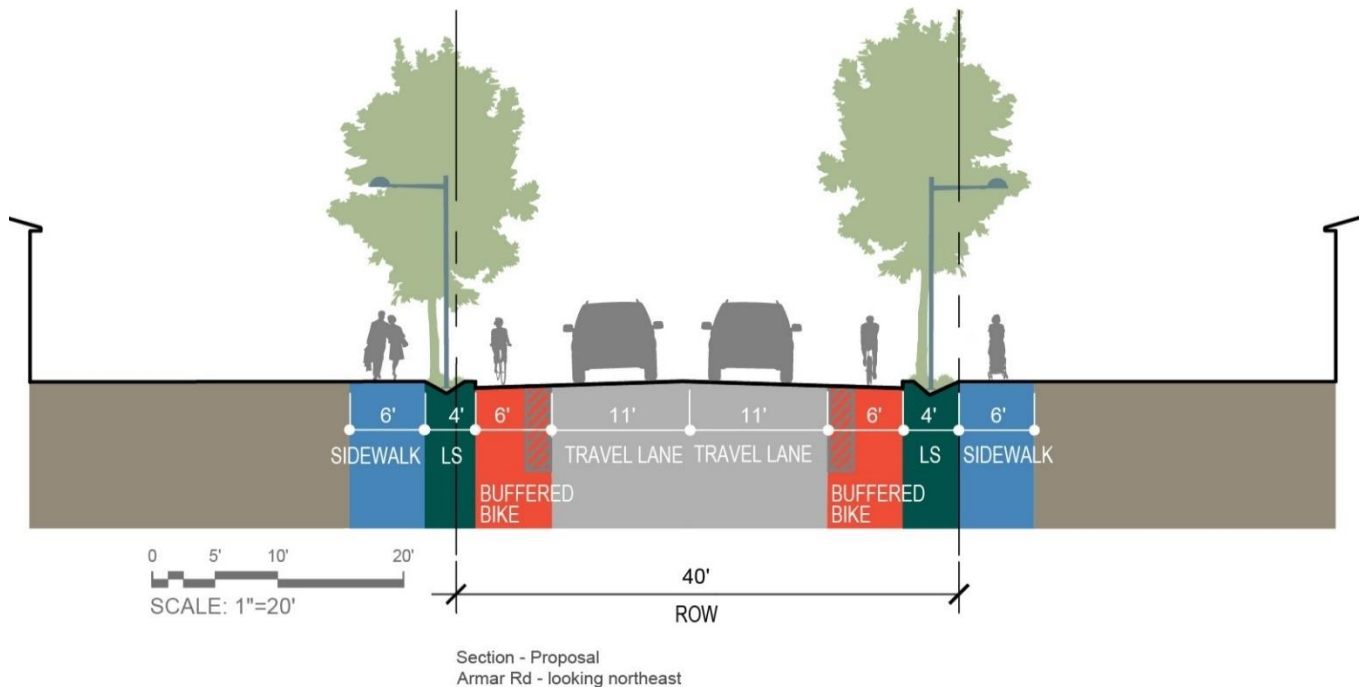 6' 4' 6' 11' 11' 6' 4' 6'
SIDEWALK LS TRAVEL LANE TRAVEL LANE LS SIDEWALK
BUFFERED
BIKE
BUFFERED
BIKE
0 5' 10' 20'
SCALE: 1"=20'
40'
ROW
Section - Proposal
Armar Rd - looking northeast